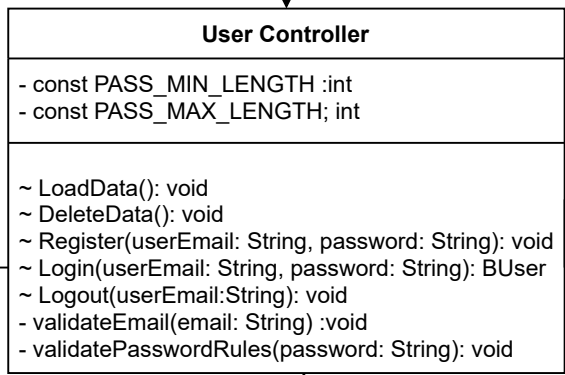 User Controller
- const PASS_MIN_LENGTH :int
- const PASS_MAX_LENGTH; int
~ LoadData(): void
~ DeleteData(): void
~ Register(userEmail: String, password: String): void
~ Login(userEmail: String, password: String): BUser
~ Logout(userEmail:String): void
- validateEmail(email: String) :void
- validatePasswordRules(password: String): void